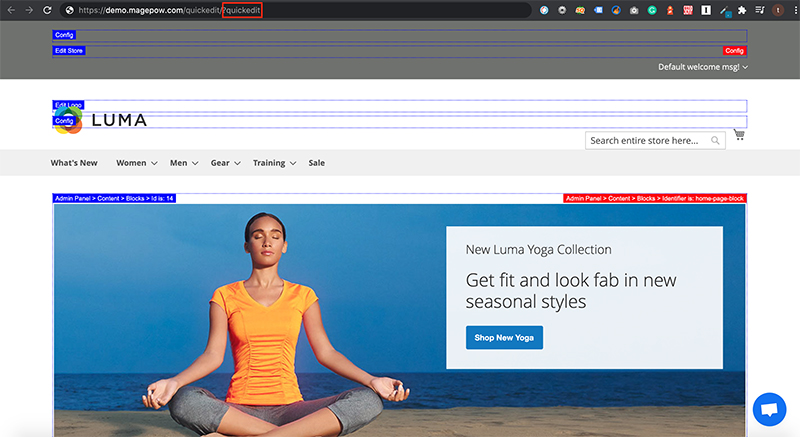 https://demo.magepow.com/quickedit/?quickedit
t
Config
Edit Store
Config
Default welcome msg!
Edit Logo
Config
LUMA
Search entire store here...
What's New Women Men Gear Training Sale
Admin Panel > Content > Blocks > Id is: 14
Admin Panel > Content > Blocks > Identifier is: home-page-block
New Luma Yoga Collection
Get fit and look fab in new
seasonal styles
Shop New Yoga